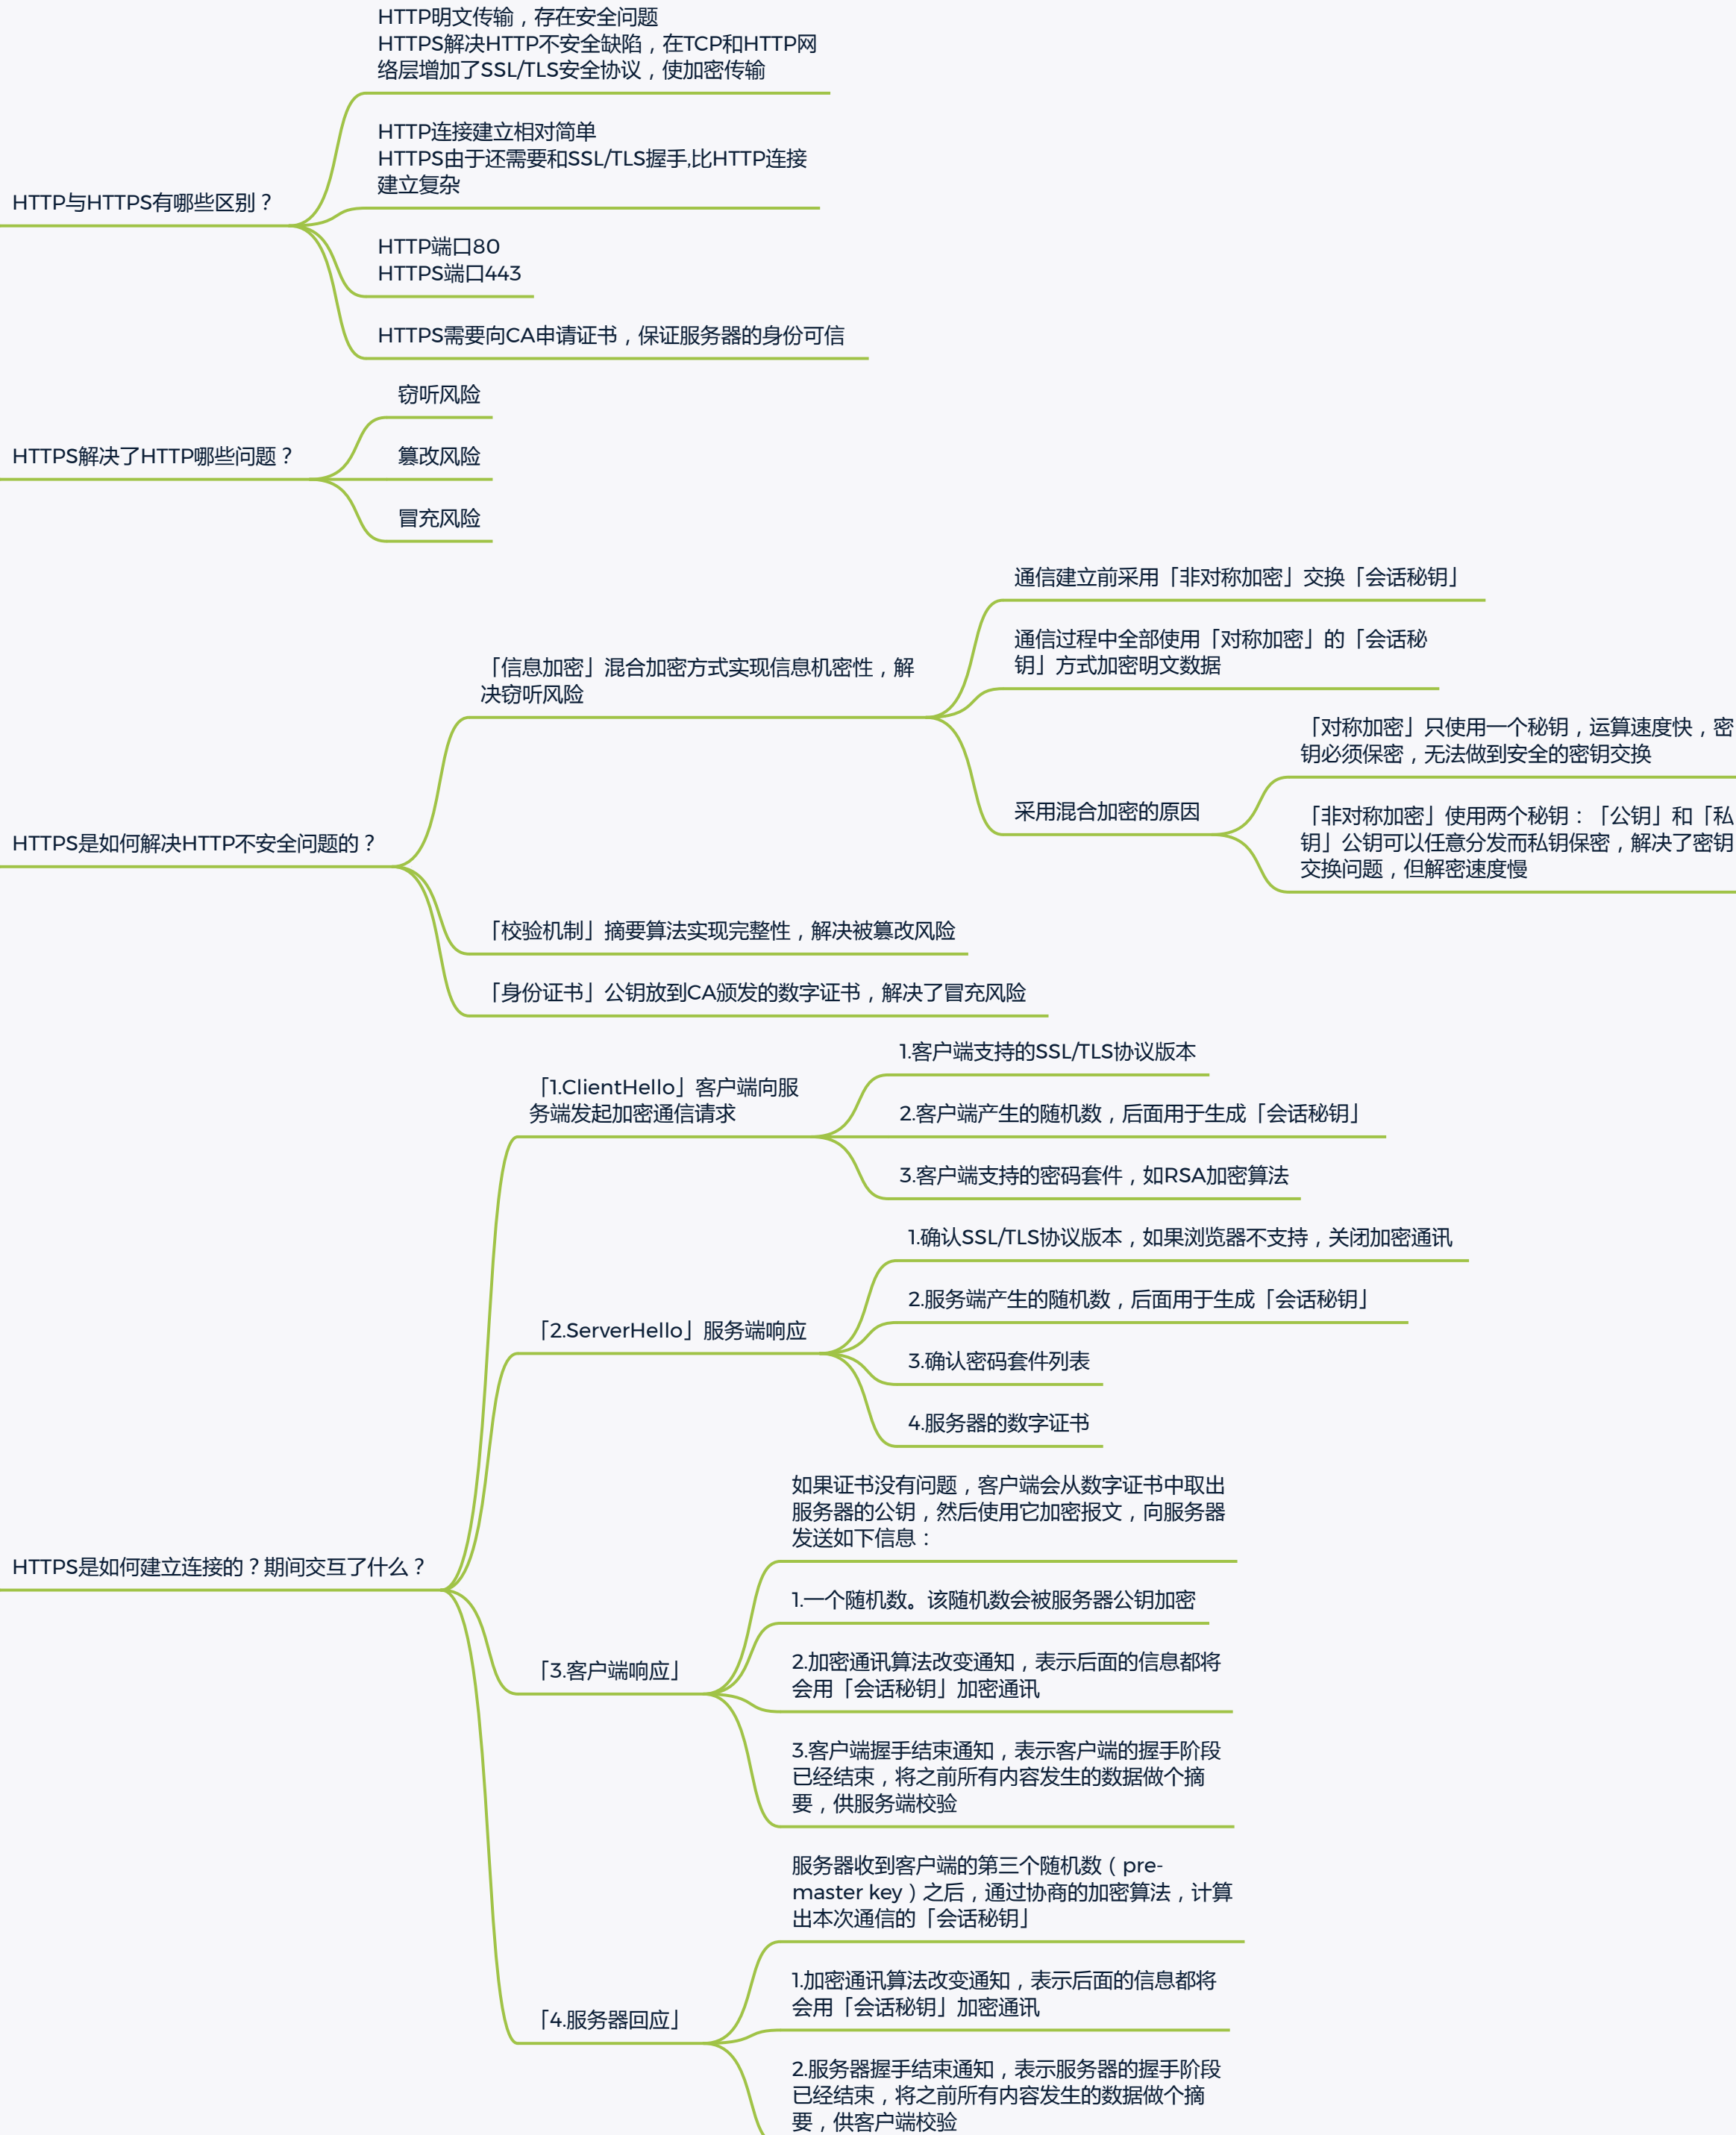 HTTP与HTTPS有哪些区别？
HTTP明文传输，存在安全问题
HTTPS解决HTTP不安全缺陷，在TCP和HTTP网
络层增加了SSL/TLS安全协议，使加密传输
HTTP连接建立相对简单
HTTPS由于还需要和SSL/TLS握手,比HTTP连接
建立复杂
HTTP端口80
HTTPS端口443
HTTPS需要向CA申请证书，保证服务器的身份可信
HTTPS解决了HTTP哪些问题？
窃听风险
篡改风险
冒充风险
HTTPS是如何解决HTTP不安全问题的？
「信息加密」混合加密方式实现信息机密性，解
决窃听风险
通信建立前采用「非对称加密」交换「会话秘钥」
通信过程中全部使用「对称加密」的「会话秘
钥」方式加密明文数据
采用混合加密的原因
「对称加密」只使用一个秘钥，运算速度快，密
钥必须保密，无法做到安全的密钥交换
「非对称加密」使用两个秘钥：「公钥」和「私
钥」公钥可以任意分发而私钥保密，解决了密钥
交换问题，但解密速度慢
「校验机制」摘要算法实现完整性，解决被篡改风险
「身份证书」公钥放到CA颁发的数字证书，解决了冒充风险
HTTPS是如何建立连接的？期间交互了什么？
「1.ClientHello」客户端向服
务端发起加密通信请求
1.客户端支持的SSL/TLS协议版本
2.客户端产生的随机数，后面用于生成「会话秘钥」
3.客户端支持的密码套件，如RSA加密算法
「2.ServerHello」服务端响应
1.确认SSL/TLS协议版本，如果浏览器不支持，关闭加密通讯
2.服务端产生的随机数，后面用于生成「会话秘钥」
3.确认密码套件列表
4.服务器的数字证书
「3.客户端响应」
如果证书没有问题，客户端会从数字证书中取出
服务器的公钥，然后使用它加密报文，向服务器
发送如下信息：
1.一个随机数。该随机数会被服务器公钥加密
2.加密通讯算法改变通知，表示后面的信息都将
会用「会话秘钥」加密通讯
3.客户端握手结束通知，表示客户端的握手阶段
已经结束，将之前所有内容发生的数据做个摘
要，供服务端校验
「4.服务器回应」
服务器收到客户端的第三个随机数（pre-
master key）之后，通过协商的加密算法，计算
出本次通信的「会话秘钥」
1.加密通讯算法改变通知，表示后面的信息都将
会用「会话秘钥」加密通讯
2.服务器握手结束通知，表示服务器的握手阶段
已经结束，将之前所有内容发生的数据做个摘
要，供客户端校验